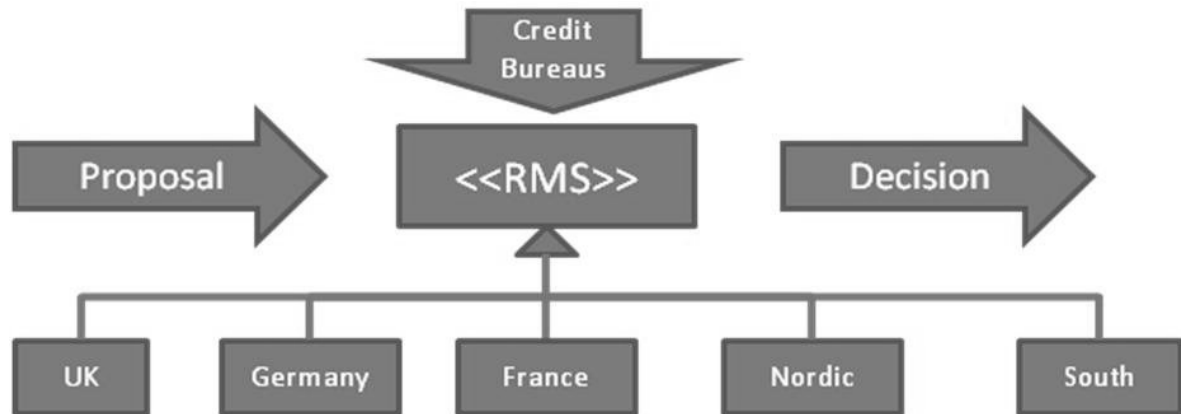 Credit
Bureaus
Proposal
<<RMS>>
Decision
UK
Germany
France
Nordic
South